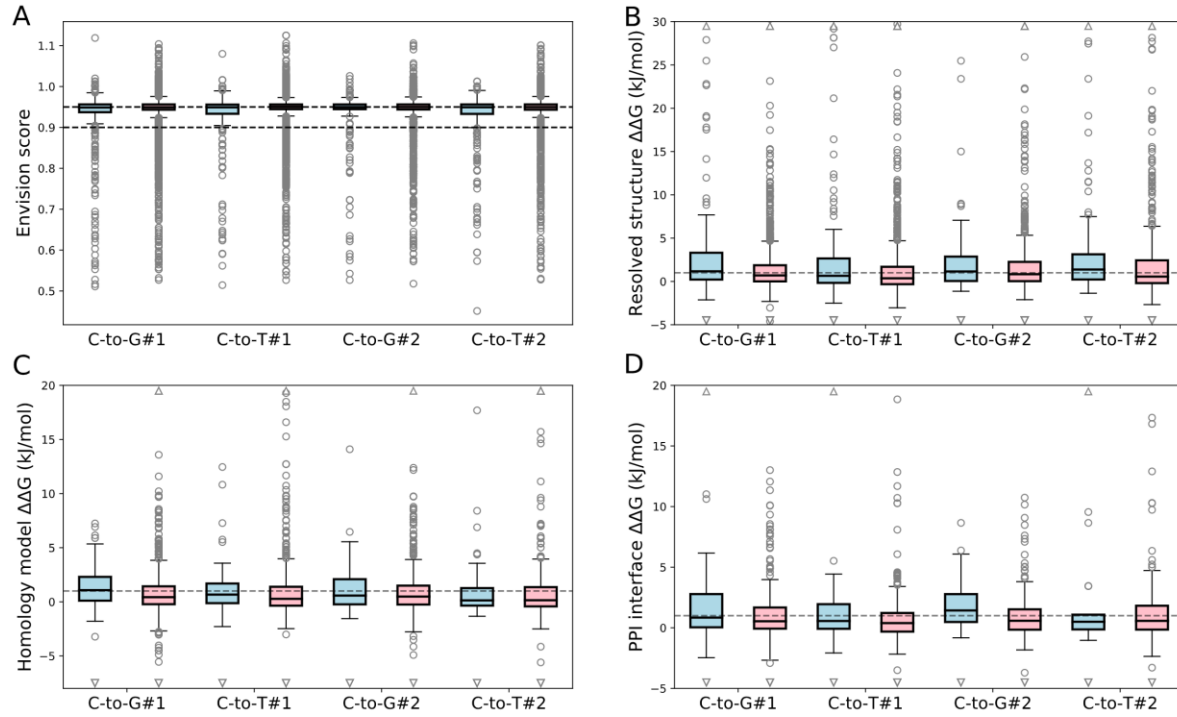 A
Envision score
1.1
1.0
0.9
0.8
0.7
0.6
0.5
C-to-G#1 C-to-T#1 C-to-G#2 C-to-T#2
B
Resolved structure ΔΔG (kJ/mol)
30
25
20
15
10
5
0
−5
C-to-G#1 C-to-T#1 C-to-G#2 C-to-T#2
C
Homology model ΔΔG (kJ/mol)
20
15
10
5
0
−5
C-to-G#1 C-to-T#1 C-to-G#2 C-to-T#2
D
PPI interface ΔΔG (kJ/mol)
20
15
10
5
0
−5
C-to-G#1 C-to-T#1 C-to-G#2 C-to-T#2